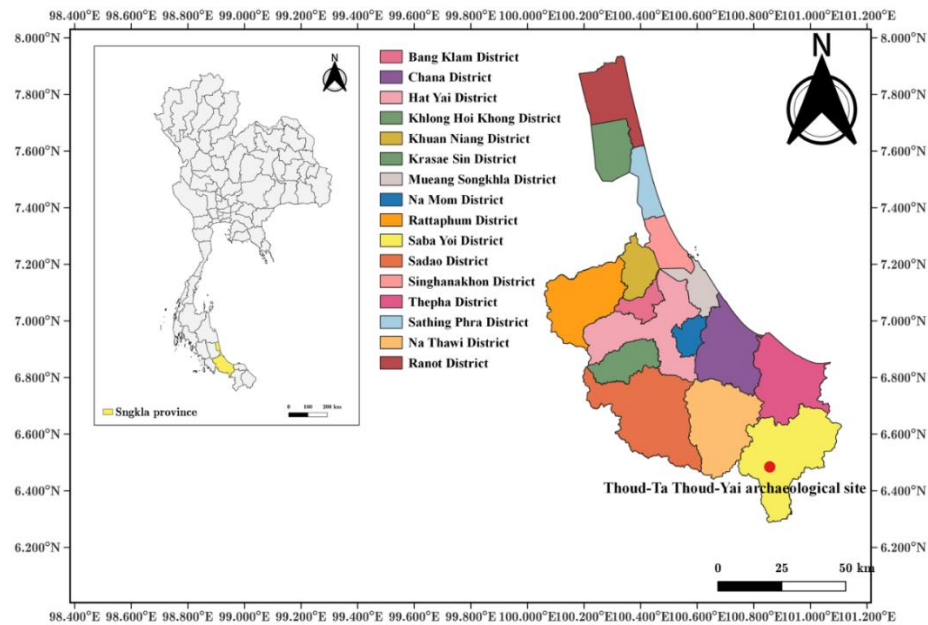 98.400°E 98.600°E 98.800°E 99.000°E 99.200°E 99.400°E 99.600°E 99.800°E 100.000°E 100.200°E 100.400°E 100.600°E 100.800°E 101.000°E 101.200°E
8.000°N 8.000°N
7.800°N 7.800°N
7.600°N 7.600°N
7.400°N 7.400°N
7.200°N 7.200°N
7.000°N 7.000°N
6.800°N 6.800°N
6.600°N 6.600°N
6.400°N 6.400°N
6.200°N 6.200°N
N
Sngkla province
0 100 200 km
Bang Klam District
Chana District
Hat Yai District
Khlong Hoi Khong District
Khuan Niang District
Krasae Sin District
Mueang Songkhla District
Na Mom District
Rattaphum District
Saba Yoi District
Sadao District
Singhanakhon District
Thepha District
Sathing Phra District
Na Thawi District
Ranot District
N
Thoud-Ta Thoud-Yai archaeological site
0 25 50 km
98.400°E 98.600°E 98.800°E 99.000°E 99.200°E 99.400°E 99.600°E 99.800°E 100.000°E 100.200°E 100.400°E 100.600°E 100.800°E 101.000°E 101.200°E